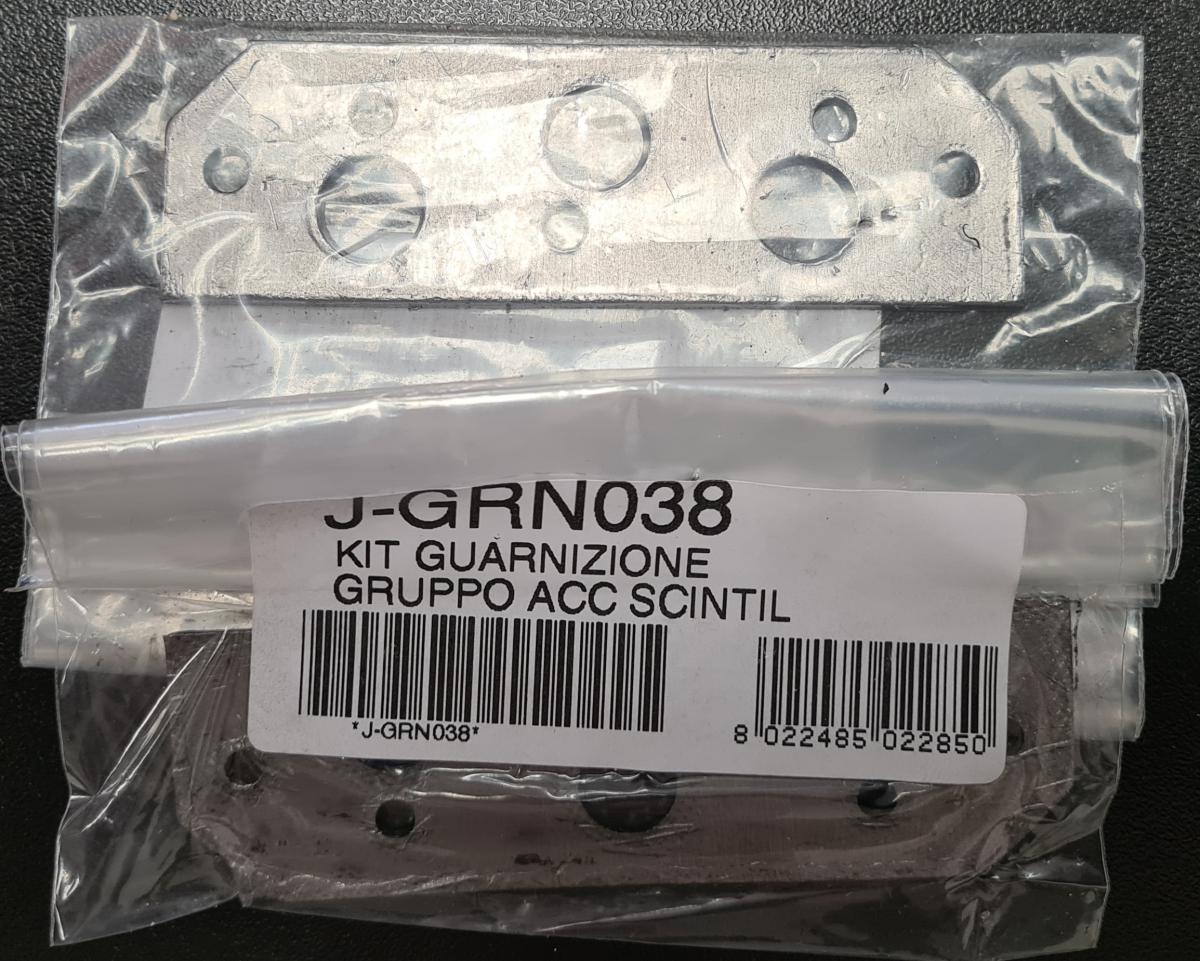 J-GRN038
KIT GUARNIZIONE
GRUPPO ACC SCINTIL
*J-GRN038*
8 022485 022850